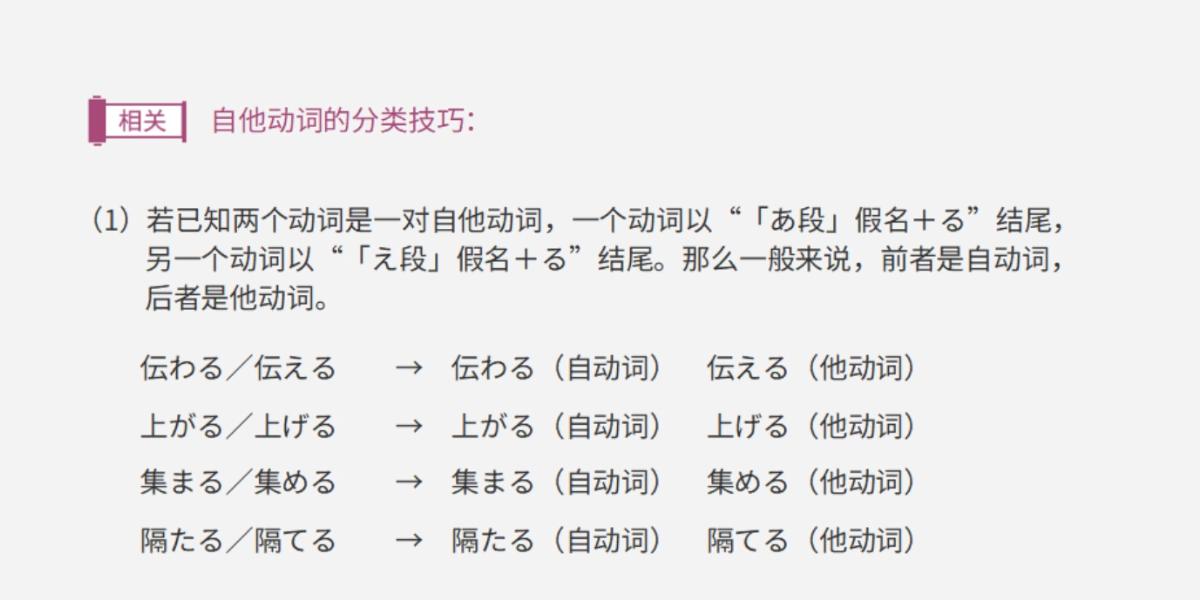 相关 自他动词的分类技巧：
（1）若已知两个动词是一对自他动词，一个动词以“「あ段」假名＋る”结尾，
另一个动词以“「え段」假名＋る”结尾。那么一般来说，前者是自动词，
后者是他动词。
伝わる／伝える → 伝わる（自动词） 伝える（他动词）
上がる／上げる → 上がる（自动词） 上げる（他动词）
集まる／集める → 集まる（自动词） 集める（他动词）
隔たる／隔てる → 隔たる（自动词） 隔てる（他动词）